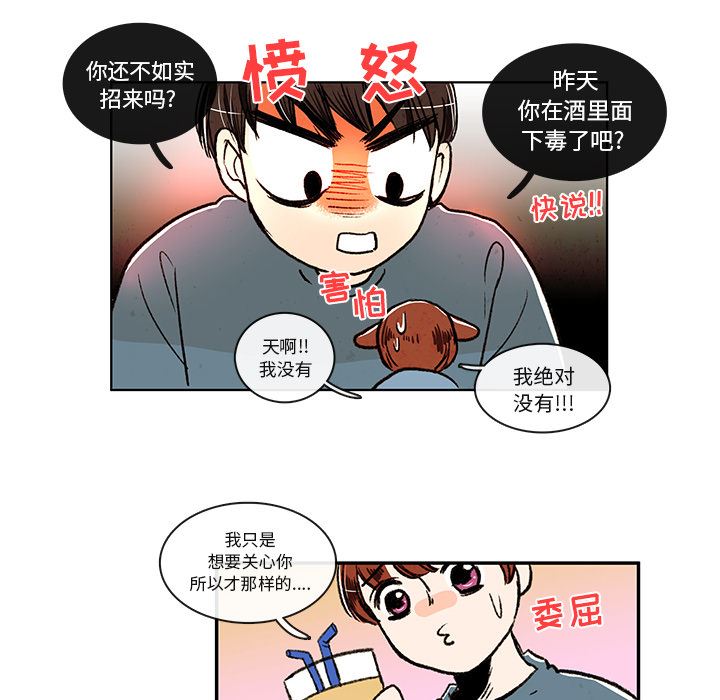 你还不如实
招来吗?
愤怒
昨天
你在酒里面
下毒了吧?
快说!!
害怕
天啊!!
我没有
我绝对
没有!!!
我只是
想要关心你
所以才那样的....
委屈